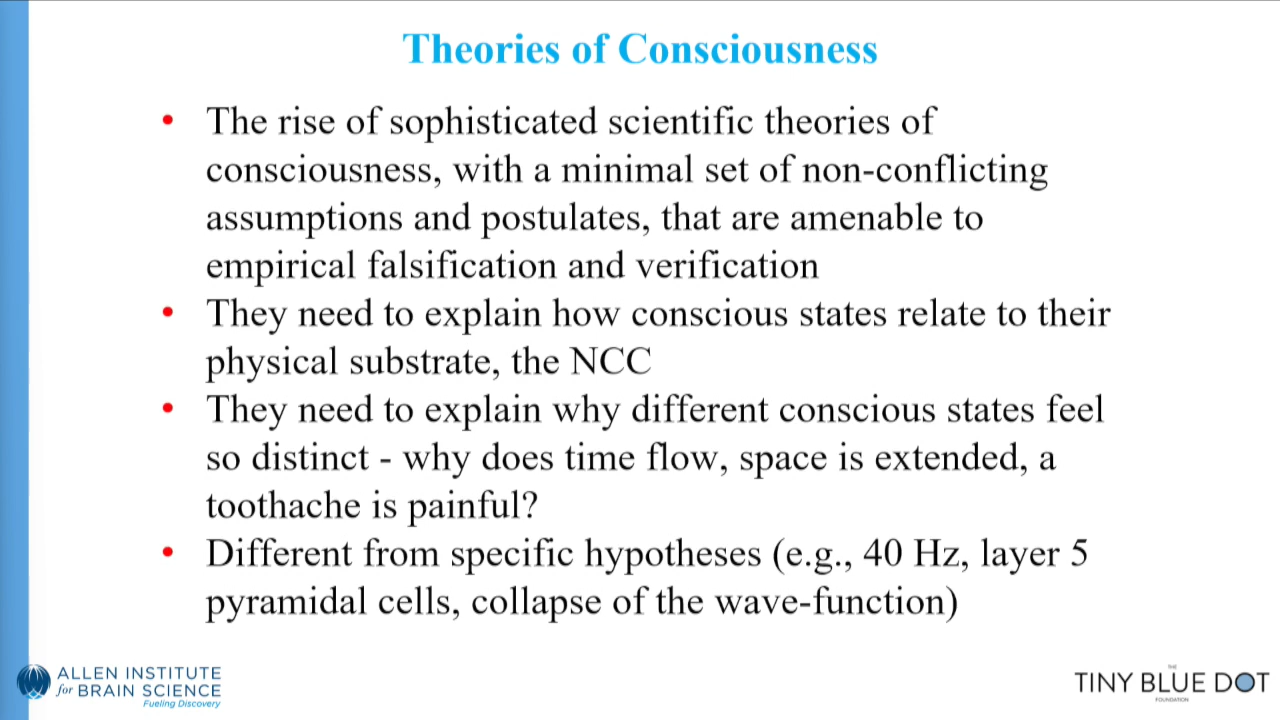 Theories of Consciousness
• The rise of sophisticated scientific theories of
consciousness, with a minimal set of non-conflicting
assumptions and postulates, that are amenable to
empirical falsification and verification
• They need to explain how conscious states relate to their
physical substrate, the NCC
• They need to explain why different conscious states feel
so distinct - why does time flow, space is extended, a
toothache is painful?
• Different from specific hypotheses (e.g., 40 Hz, layer 5
pyramidal cells, collapse of the wave-function)
ALLEN INSTITUTE
for BRAIN SCIENCE
Fueling Discovery
THE
TINY BLUE DOT
FOUNDATION